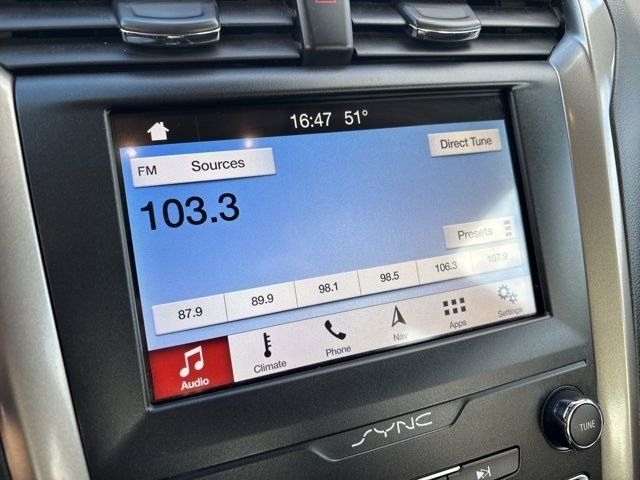 16:47 51°
FM Sources
Direct Tune
103.3
Presets
87.9 89.9 98.1 98.5 106.3 107.9
Audio Climate Phone Nav Apps Settings
SYNC
TUNE